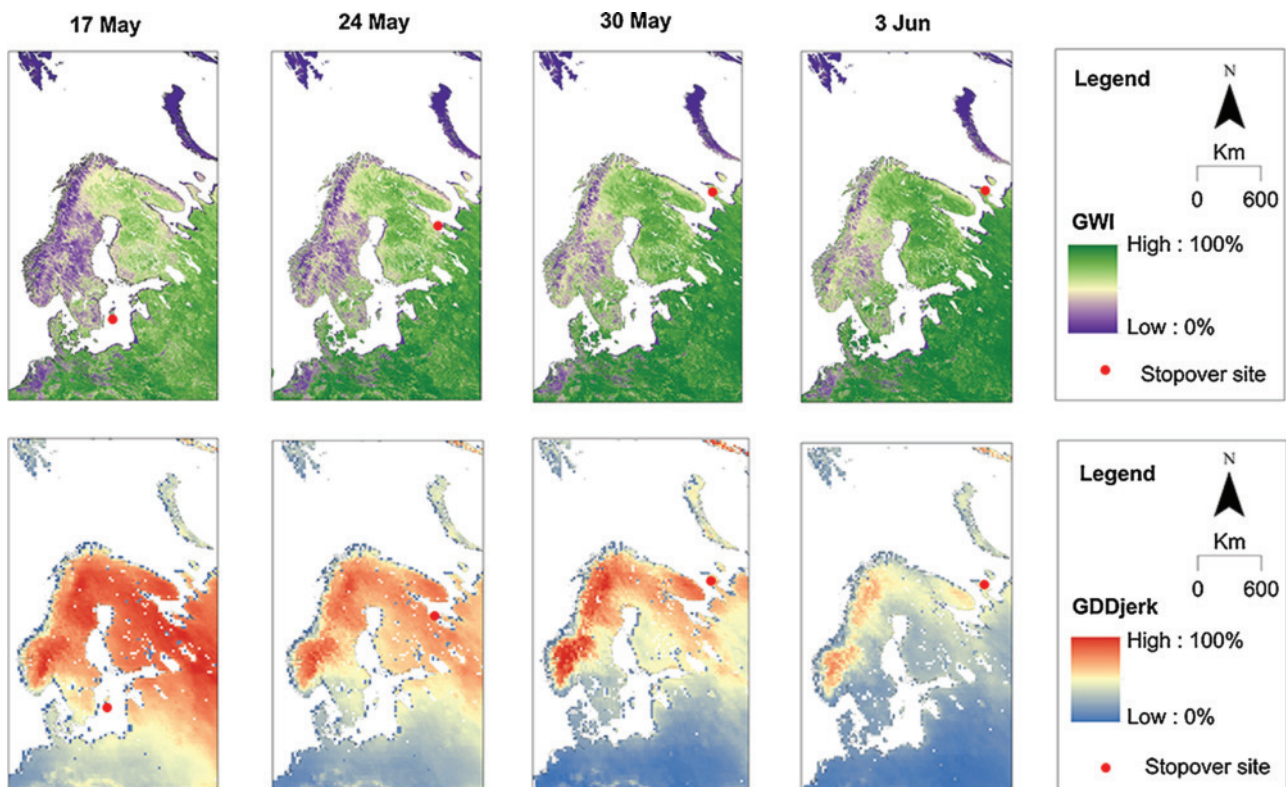 17 May
24 May
30 May
3 Jun
Legend
N
Km
0 600
GWI
High : 100%
Low : 0%
Stopover site
Legend
N
Km
0 600
GDDjerk
High : 100%
Low : 0%
Stopover site